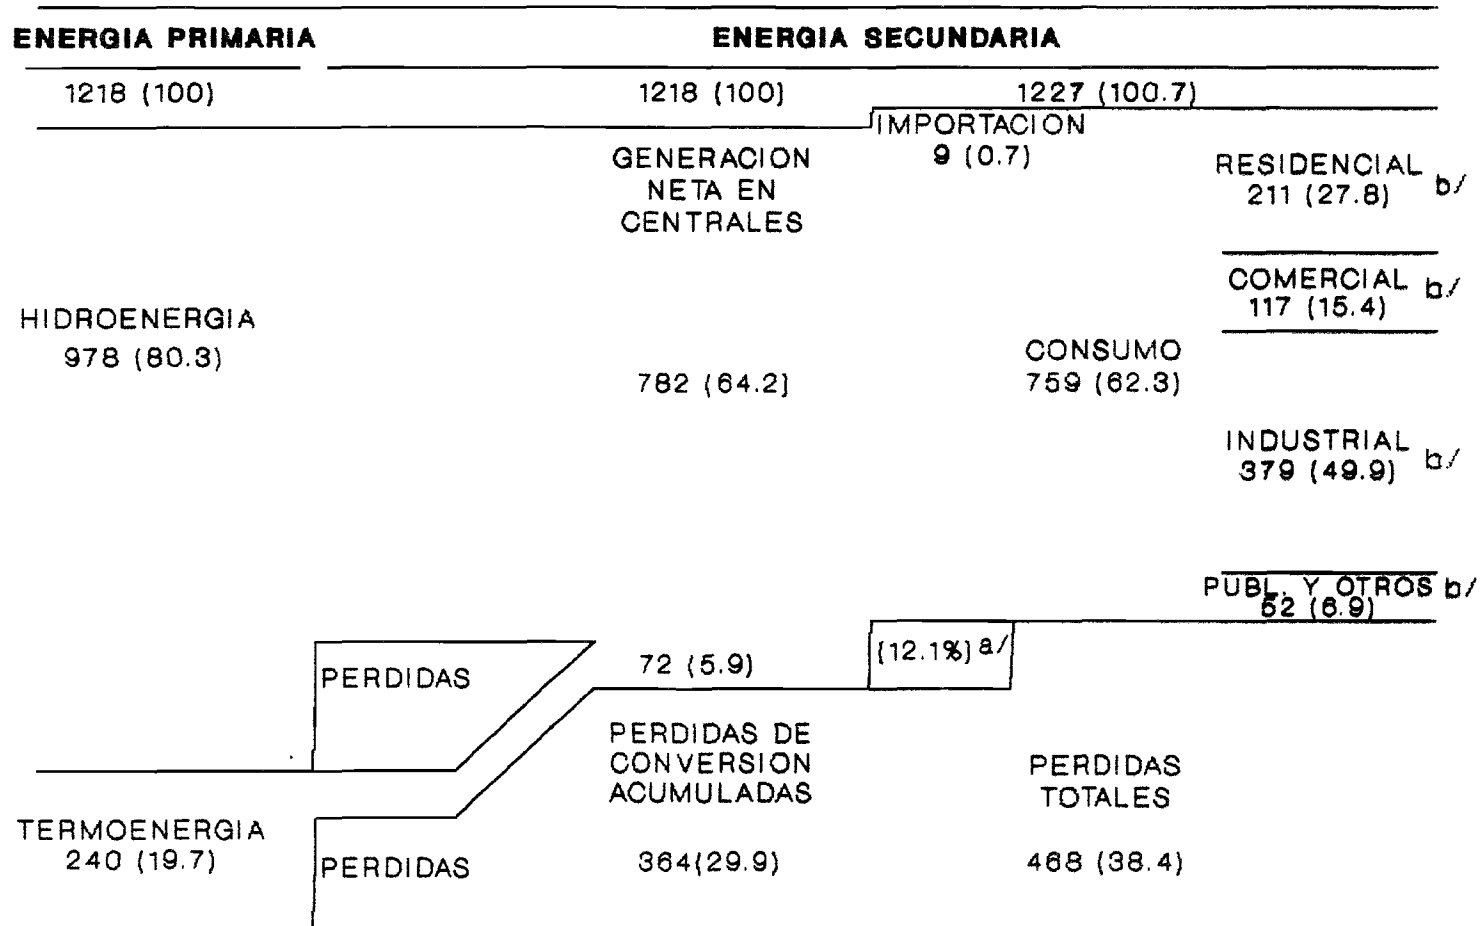 ENERGIA PRIMARIA
ENERGIA SECUNDARIA
1218 (100)
1218 (100)
1227 (100.7)
IMPORTACION
9 (0.7)
GENERACION
NETA EN
CENTRALES
RESIDENCIAL b/
211 (27.8)
COMERCIAL b/
117 (15.4)
HIDROENERGIA
978 (80.3)
782 (64.2)
CONSUMO
759 (62.3)
INDUSTRIAL b/
379 (49.9)
PUBL. Y OTROS b/
52 (6.9)
PERDIDAS
72 (5.9)
(12.1%) a/
PERDIDAS DE
CONVERSION
ACUMULADAS
PERDIDAS
TOTALES
TERMOENERGIA
240 (19.7)
PERDIDAS
364(29.9)
468 (38.4)